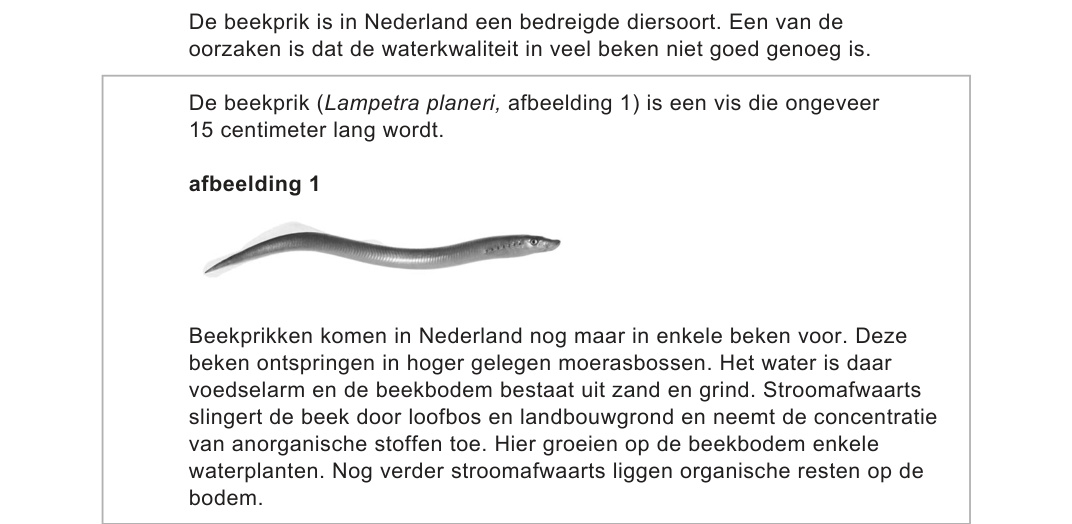 De beekprik is in Nederland een bedreigde diersoort. Een van de
oorzaken is dat de waterkwaliteit in veel beken niet goed genoeg is.
De beekprik (Lampetra planeri, afbeelding 1) is een vis die ongeveer
15 centimeter lang wordt.
afbeelding 1
Beekprikken komen in Nederland nog maar in enkele beken voor. Deze
beken ontspringen in hoger gelegen moerasbossen. Het water is daar
voedselarm en de beekbodem bestaat uit zand en grind. Stroomafwaarts
slingert de beek door loofbos en landbouwgrond en neemt de concentratie
van anorganische stoffen toe. Hier groeien op de beekbodem enkele
waterplanten. Nog verder stroomafwaarts liggen organische resten op de
bodem.